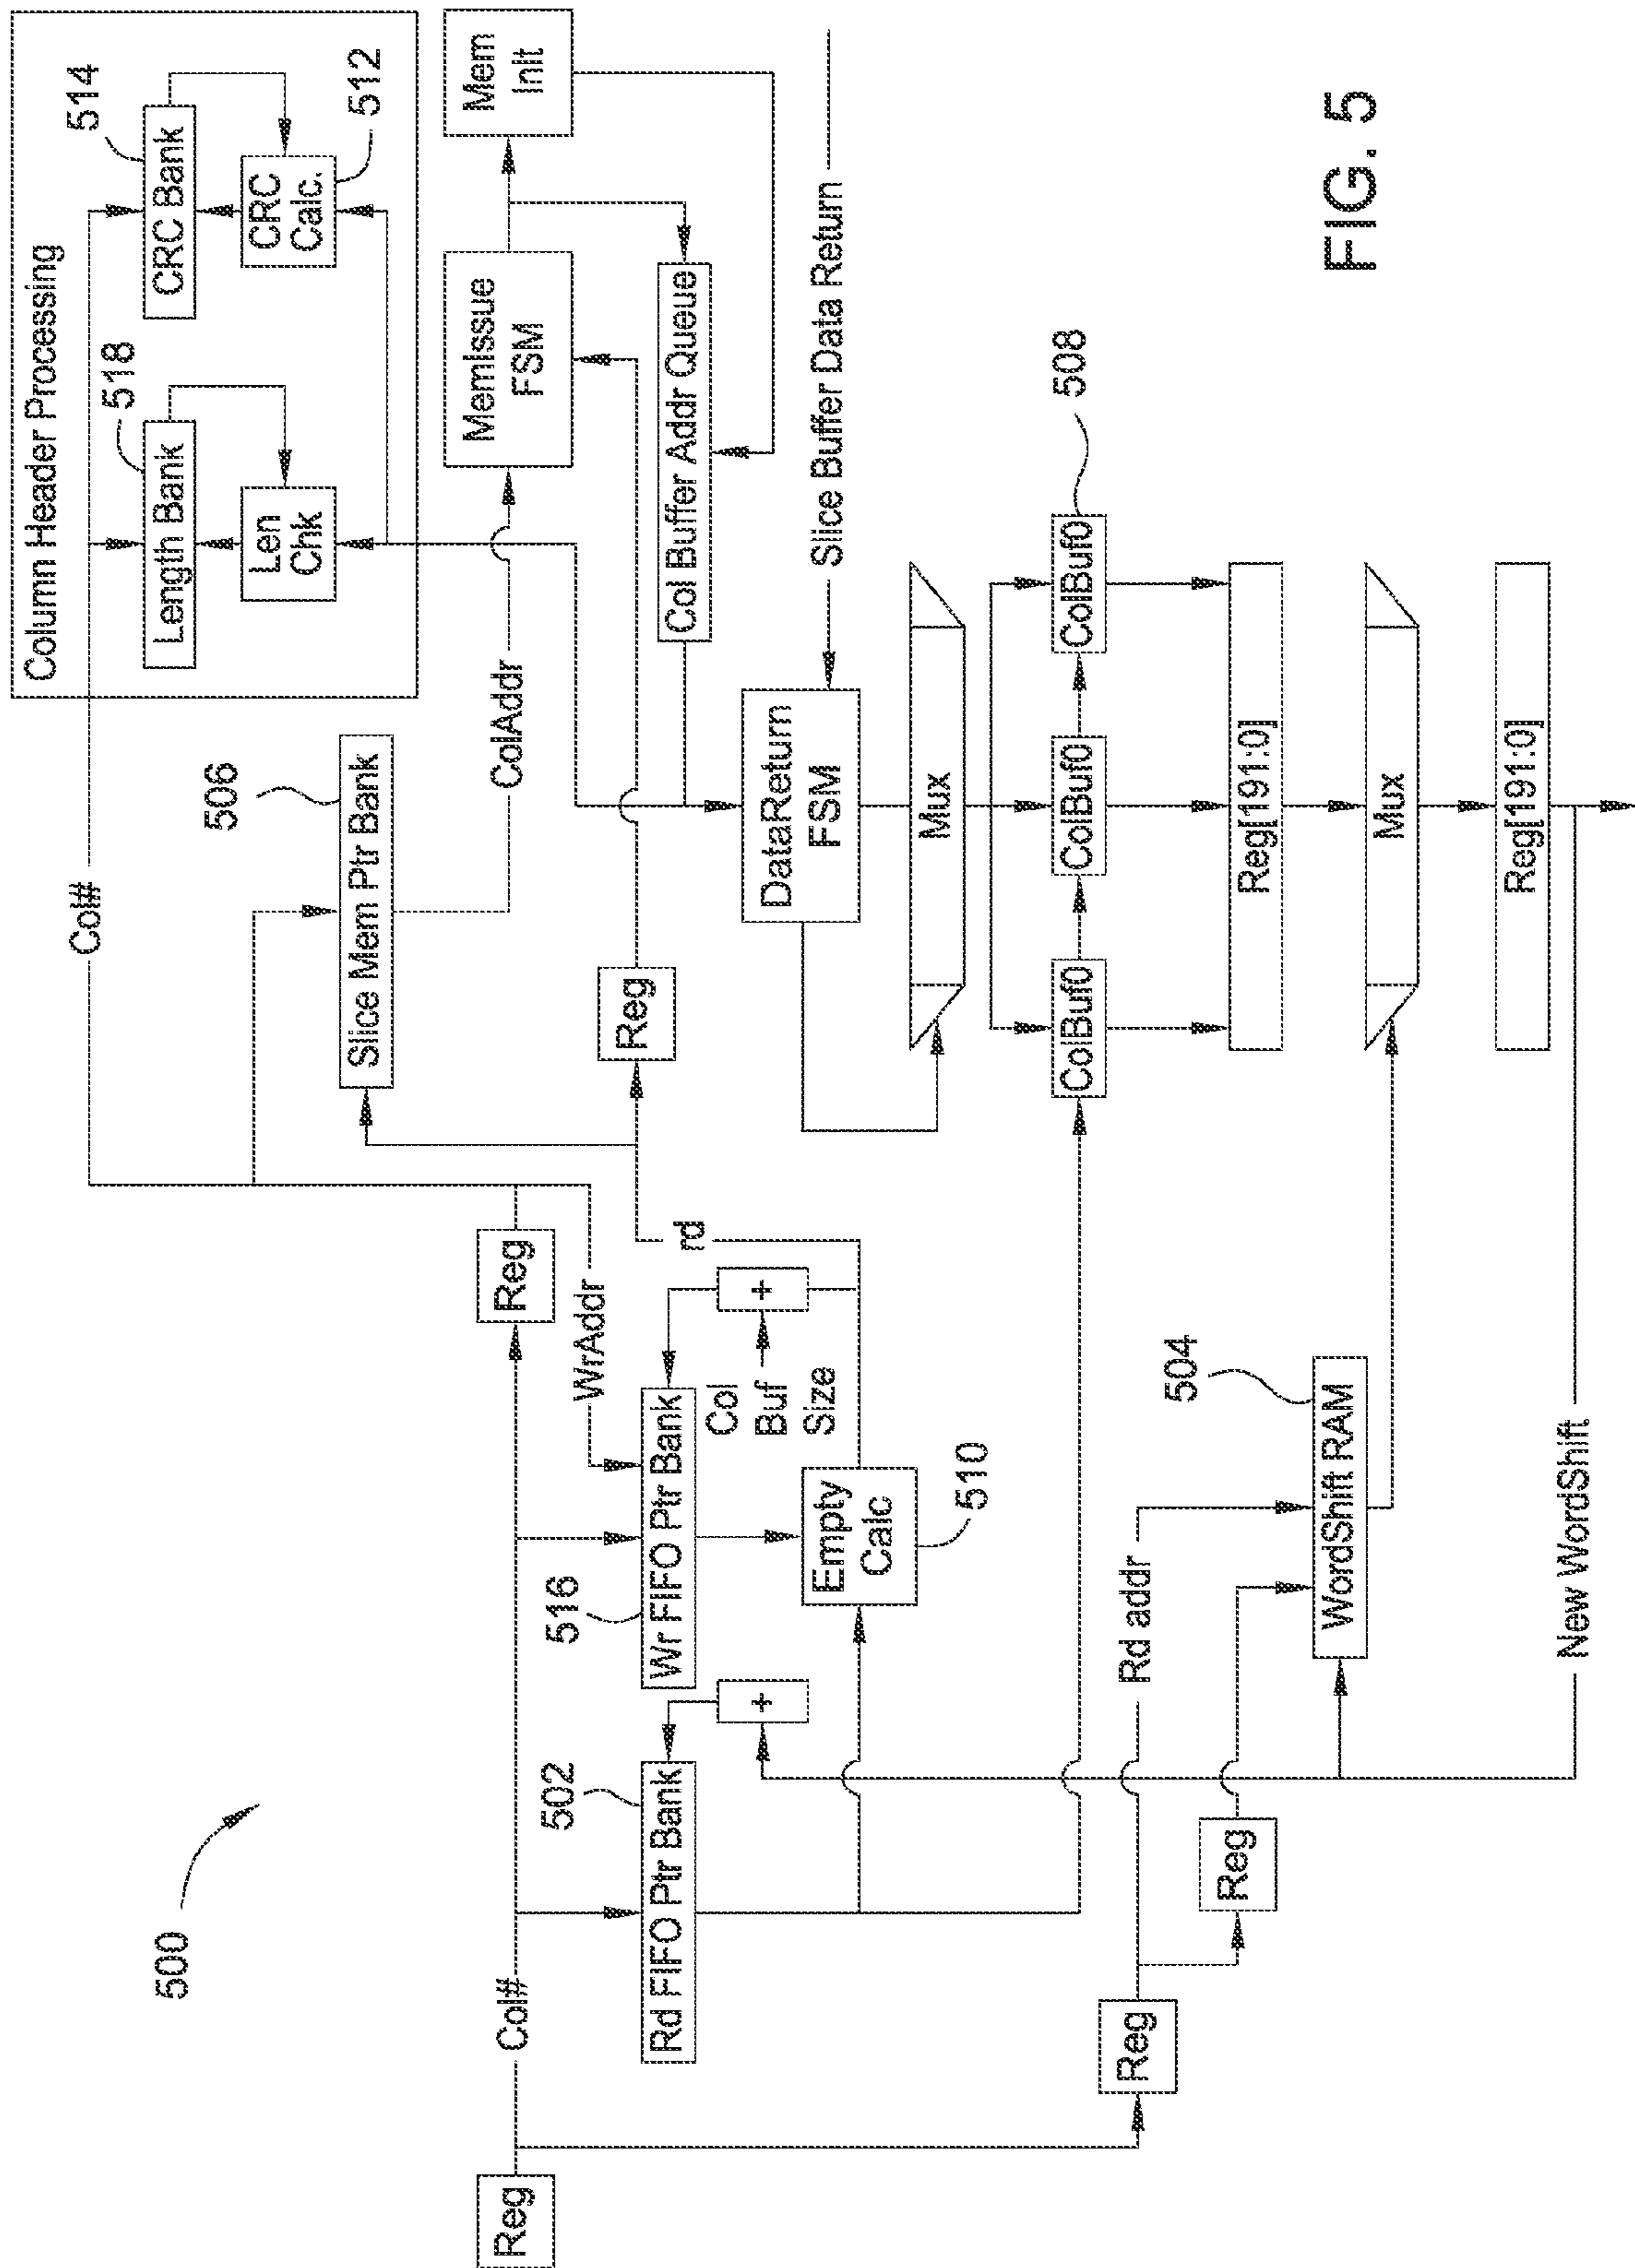 500
Column Header Processing
514
518
CRC Bank
Length Bank
CRC
Calc.
512
Len
Chk
Col#
506
Slice Mem Ptr Bank
ColAddr
MemIssue
FSM
Mem
Init
Col Buffer Addr Queue
Reg
Col#
Reg
Reg
WrAddr
502
Rd FIFO Ptr Bank
516
Wr FIFO Ptr Bank
+
+
Col
Buf
Size
rd
Empty
Calc
510
Slice Buffer Data Return
DataReturn
FSM
Mux
ColBuf0
ColBuf0
ColBuf0
508
Reg
Rd addr
Reg[191:0]
Reg
504
WordShift RAM
Mux
New WordShift
Reg[191:0]
FIG. 5